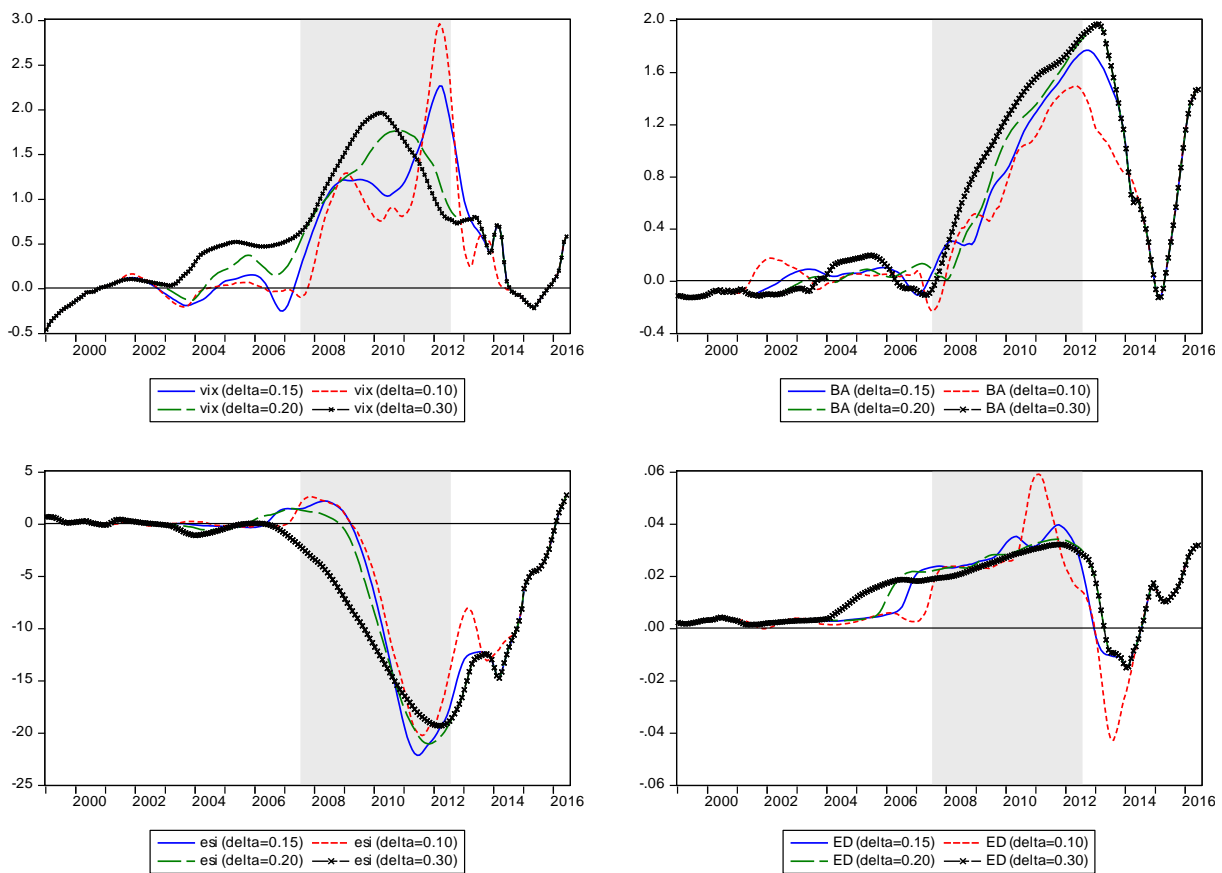 3.0
2.5
2.0
1.5
1.0
0.5
0.0
-0.5
2000 2002 2004 2006 2008 2010 2012 2014 2016
vix (delta=0.15) vix (delta=0.10)
vix (delta=0.20) vix (delta=0.30)
2.0
1.6
1.2
0.8
0.4
0.0
-0.4
2000 2002 2004 2006 2008 2010 2012 2014 2016
BA (delta=0.15) BA (delta=0.10)
BA (delta=0.20) BA (delta=0.30)
5
0
-5
-10
-15
-20
-25
2000 2002 2004 2006 2008 2010 2012 2014 2016
esi (delta=0.15) esi (delta=0.10)
esi (delta=0.20) esi (delta=0.30)
.06
.04
.02
.00
-.02
-.04
-.06
2000 2002 2004 2006 2008 2010 2012 2014 2016
ED (delta=0.15) ED (delta=0.10)
ED (delta=0.20) ED (delta=0.30)